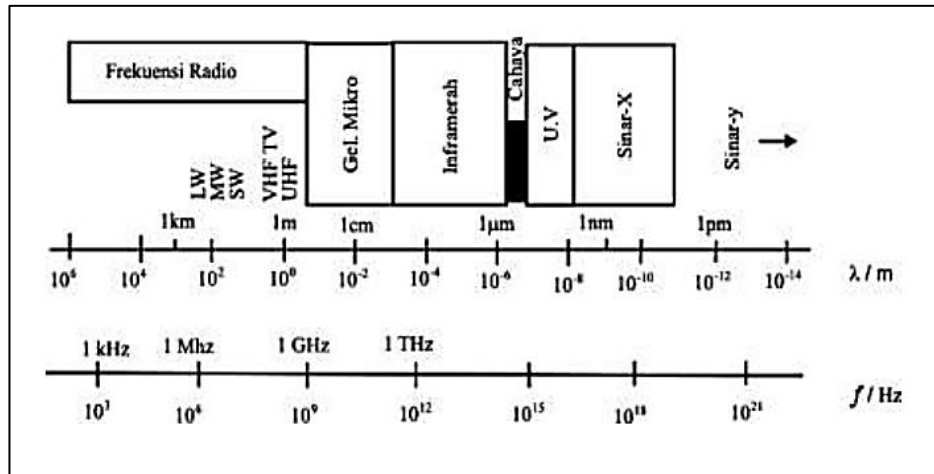 Frekuensi Radio
LW
MW
SW
VHF TV
UHF
Gel. Mikro
Inframerah
Cahaya
U.V
Sinar-X
Sinar-y
1km 1m 1cm 1μm 1nm 1pm
10⁶ 10⁴ 10² 10⁰ 10⁻² 10⁻⁴ 10⁻⁶ 10⁻⁸ 10⁻¹⁰ 10⁻¹² 10⁻¹⁴ λ / m
1 kHz 1 Mhz 1 GHz 1 THz
10³ 10⁶ 10⁹ 10¹² 10¹⁵ 10¹⁸ 10²¹ f / Hz